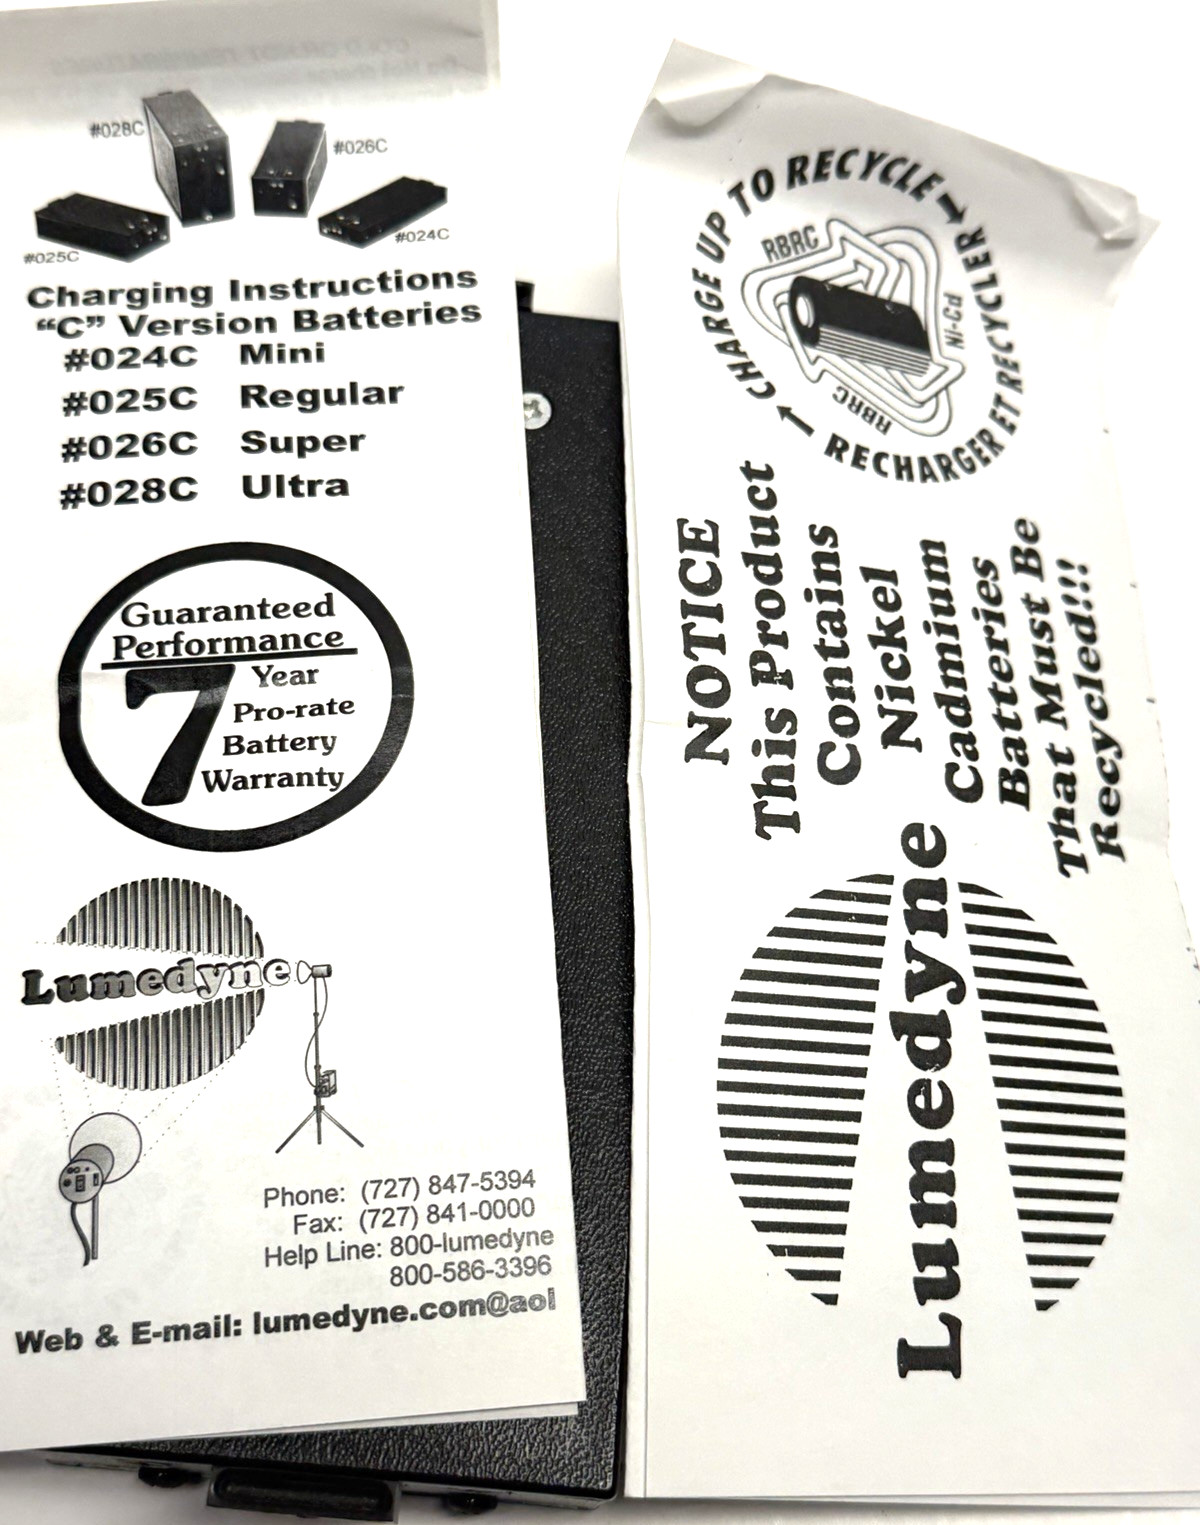 #028C
#026C
#025C
#024C
Charging Instructions
"C" Version Batteries
#024C Mini
#025C Regular
#026C Super
#028C Ultra
Guaranteed
Performance
7 Year
Pro-rate
Battery
Warranty
Lumedyne
Phone: (727) 847-5394
Fax: (727) 841-0000
Help Line: 800-lumedyne
800-586-3396
Web & E-mail: lumedyne.com@aol
CHARGE UP TO RECYCLE
RECHARGER ET RECYCLER
RBRC
Ni-Cd
RBRC
NOTICE
This Product
Contains
Nickel
Cadmium
Batteries
That Must Be
Recycled!!!
Lumedyne